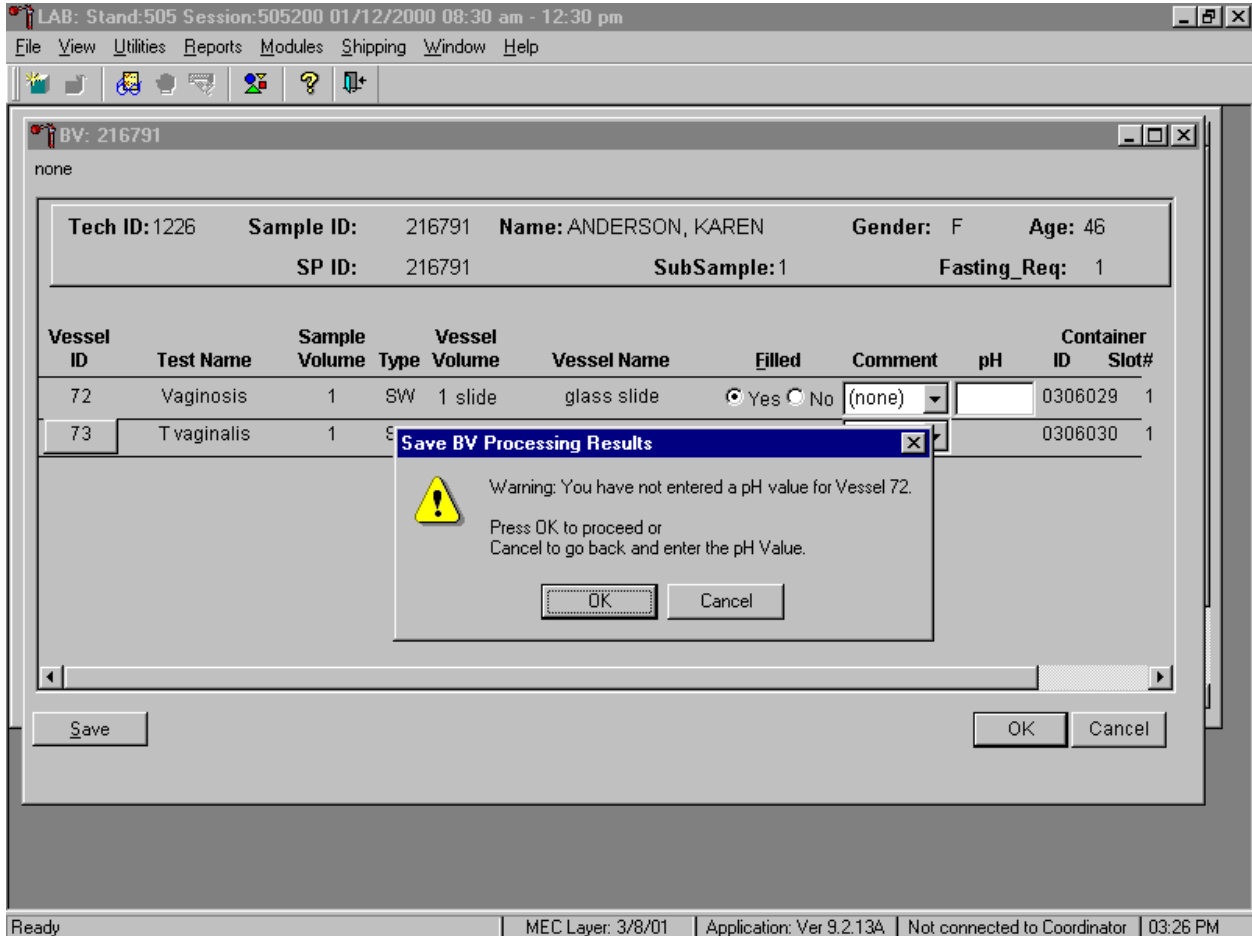 LAB: Stand:505 Session:505200 01/12/2000 08:30 am - 12:30 pm
File View Utilities Reports Modules Shipping Window Help
BV: 216791
none
Tech ID: 1226 Sample ID: 216791 Name: ANDERSON, KAREN Gender: F Age: 46
SP ID: 216791 SubSample: 1 Fasting_Req: 1
Vessel Sample Vessel Container
ID Test Name Volume Type Volume Vessel Name Filled Comment pH ID Slot#
72 Vaginosis 1 SW 1 slide glass slide Yes No (none) 0306029 1
73 T vaginalis 1 0306030 1
Save BV Processing Results
Warning: You have not entered a pH value for Vessel 72.
Press OK to proceed or
Cancel to go back and enter the pH Value.
OK Cancel
Save OK Cancel
Ready MEC Layer: 3/8/01 Application: Ver 9.2.13A Not connected to Coordinator 03:26 PM